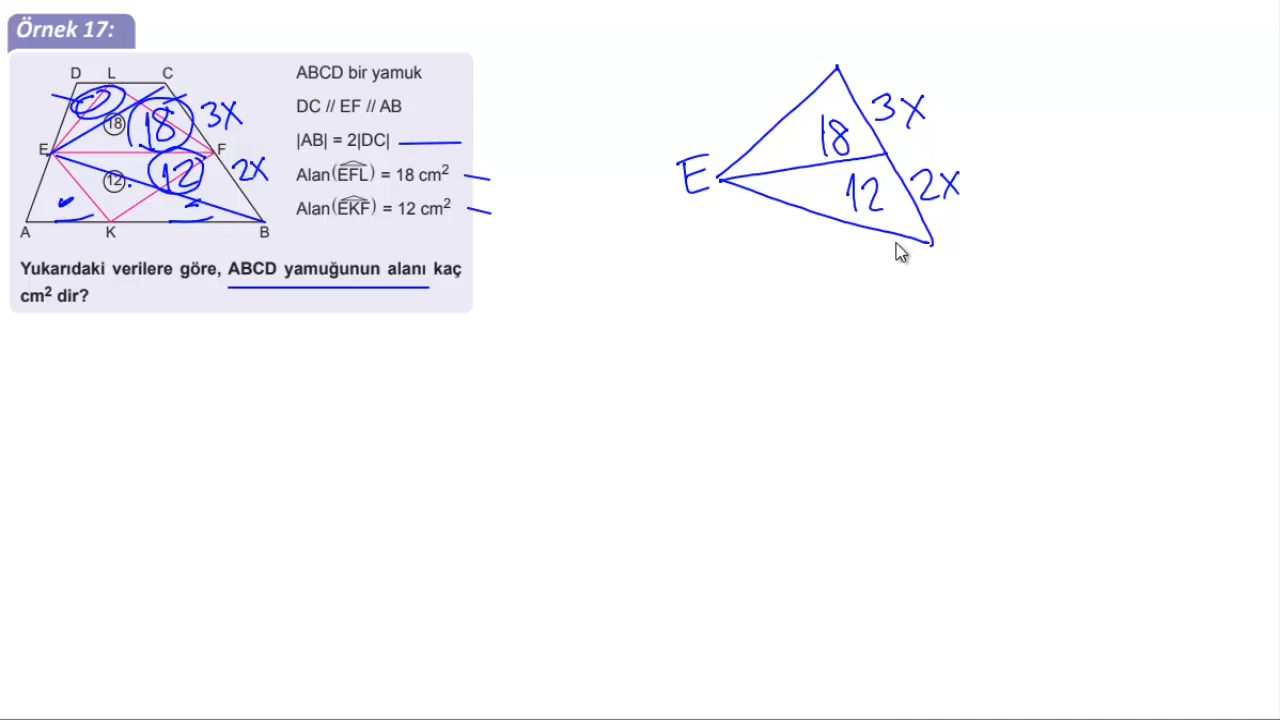 Örnek 17:
D L C
ABCD bir yamuk
3X
18
18
DC // EF // AB
|AB| = 2|DC|
E F
2X
12
12
Alan(EFL) = 18 cm²
Alan(EKF) = 12 cm²
A K B
Yukarıdaki verilere göre, ABCD yamuğunun alanı kaç
cm² dir?
3X
18
E
12
2X